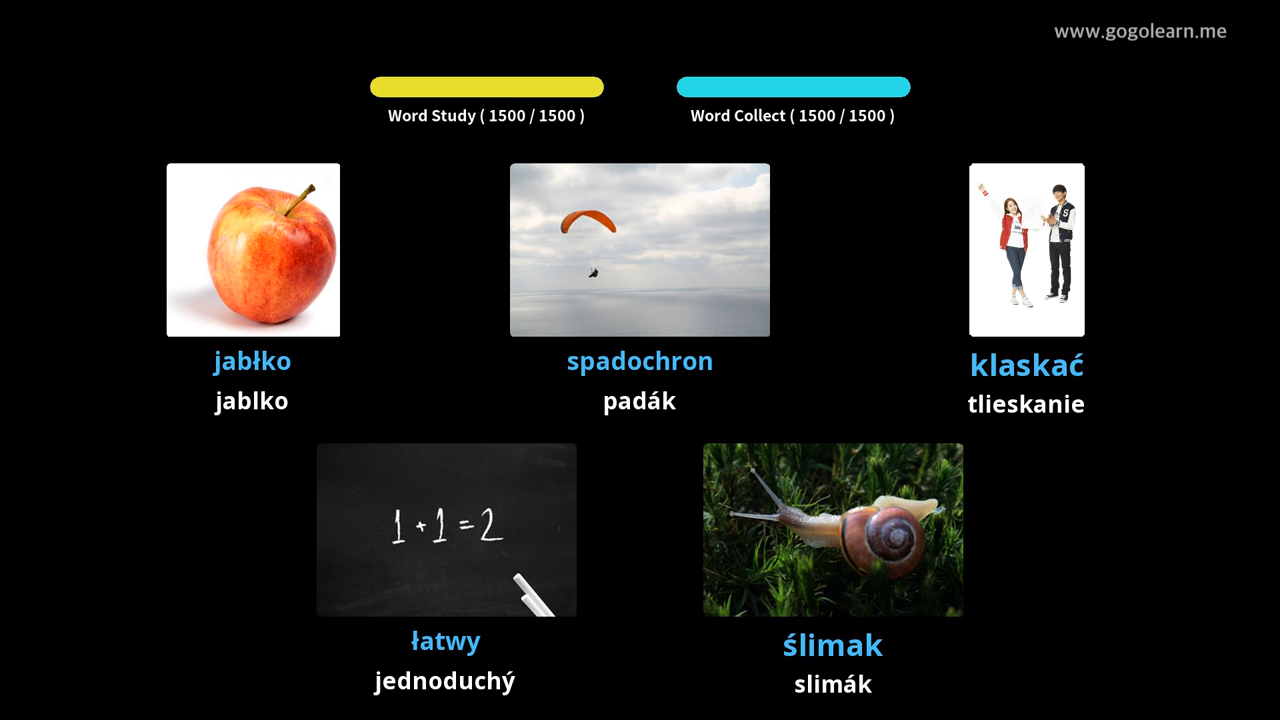 www.gogolearn.me
Word Study ( 1500 / 1500 )
Word Collect ( 1500 / 1500 )
jabłko
jablko
spadochron
padák
klaskać
tlieskanie
1+1=2
łatwy
jednoduchý
ślimak
slimák